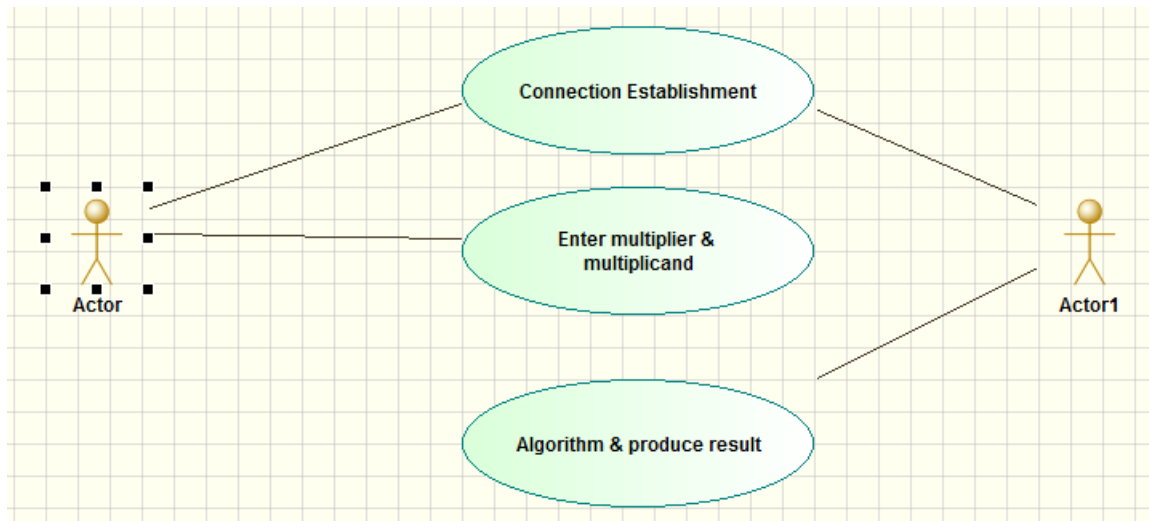 Connection Establishment
Enter multiplier &
multiplicand
Actor
Actor1
Algorithm & produce result